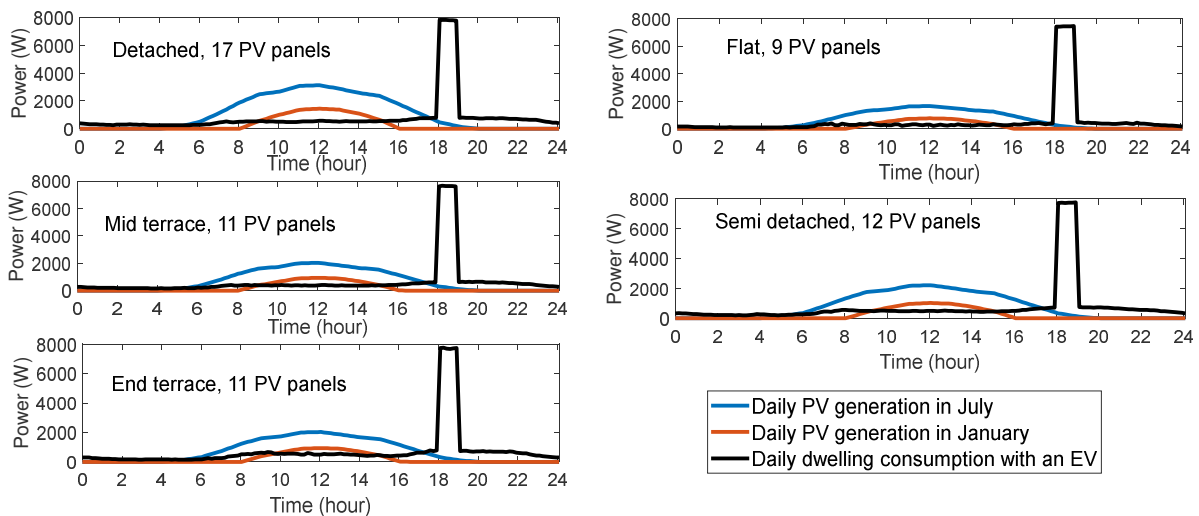 8000
6000
4000
2000
0
Power (W)
Detached, 17 PV panels
0 2 4 6 8 10 12 14 16 18 20 22 24
Time (hour)
8000
6000
4000
2000
0
Power (W)
Mid terrace, 11 PV panels
0 2 4 6 8 10 12 14 16 18 20 22 24
Time (hour)
8000
6000
4000
2000
0
Power (W)
End terrace, 11 PV panels
0 2 4 6 8 10 12 14 16 18 20 22 24
Time (hour)
8000
6000
4000
2000
0
Power (W)
Flat, 9 PV panels
0 2 4 6 8 10 12 14 16 18 20 22 24
Time (hour)
8000
6000
4000
2000
0
Power (W)
Semi detached, 12 PV panels
0 2 4 6 8 10 12 14 16 18 20 22 24
Time (hour)
Daily PV generation in July
Daily PV generation in January
Daily dwelling consumption with an EV